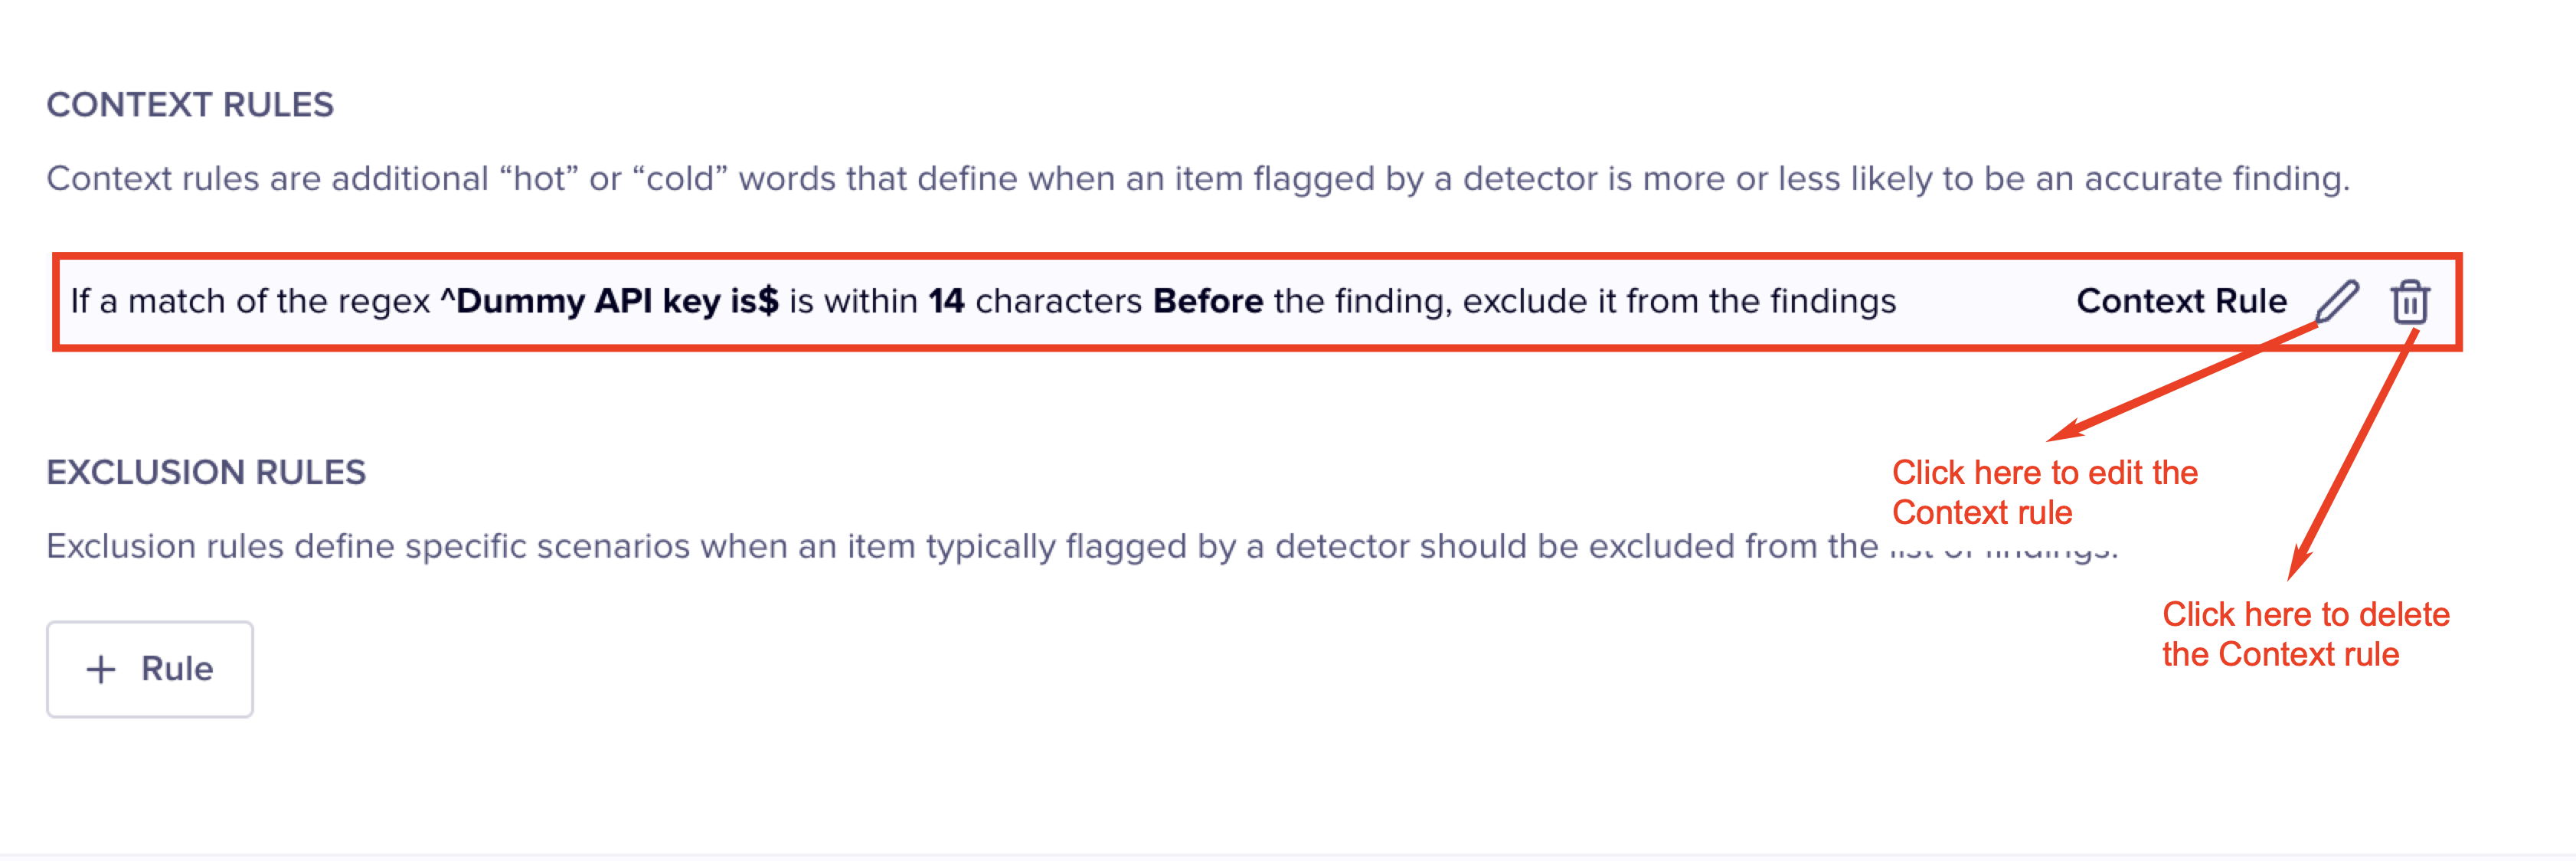 CONTEXT RULES
Context rules are additional “hot” or “cold” words that define when an item flagged by a detector is more or less likely to be an accurate finding.
If a match of the regex ^Dummy API key is$ is within 14 characters Before the finding, exclude it from the findings
Context Rule
Click here to edit the
Context rule
EXCLUSION RULES
Exclusion rules define specific scenarios when an item typically flagged by a detector should be excluded from the list of findings.
Click here to delete
the Context rule
+ Rule